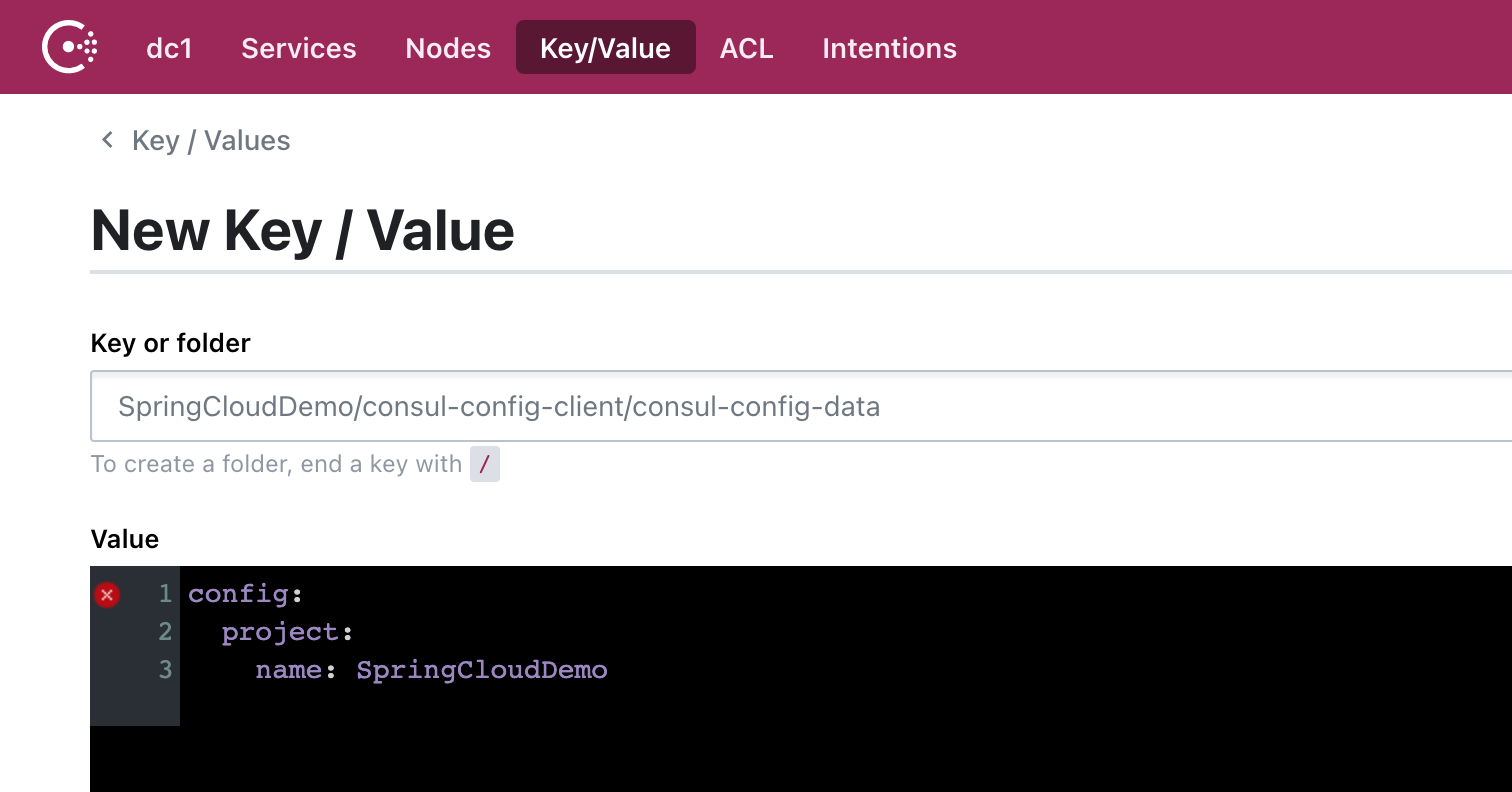 dc1 Services Nodes Key/Value ACL Intentions
Key / Values
New Key / Value
Key or folder
SpringCloudDemo/consul-config-client/consul-config-data
To create a folder, end a key with /
Value
1 config:
2   project:
3     name: SpringCloudDemo